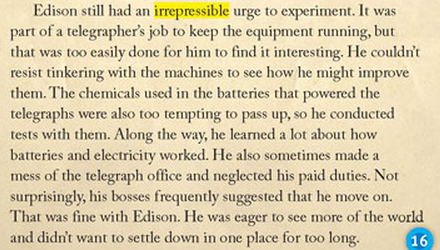 Edison still had an irrepressible urge to experiment. It was
part of a telegrapher's job to keep the equipment running, but
that was too easily done for him to find it interesting. He couldn't
resist tinkering with the machines to see how he might improve
them. The chemicals used in the batteries that powered the
telegraphs were also too tempting to pass up, so he conducted
tests with them. Along the way, he learned a lot about how
batteries and electricity worked. He also sometimes made a
mess of the telegraph office and neglected his paid duties. Not
surprisingly, his bosses frequently suggested that he move on.
That was fine with Edison. He was eager to see more of the world
and didn't want to settle down in one place for too long.
16